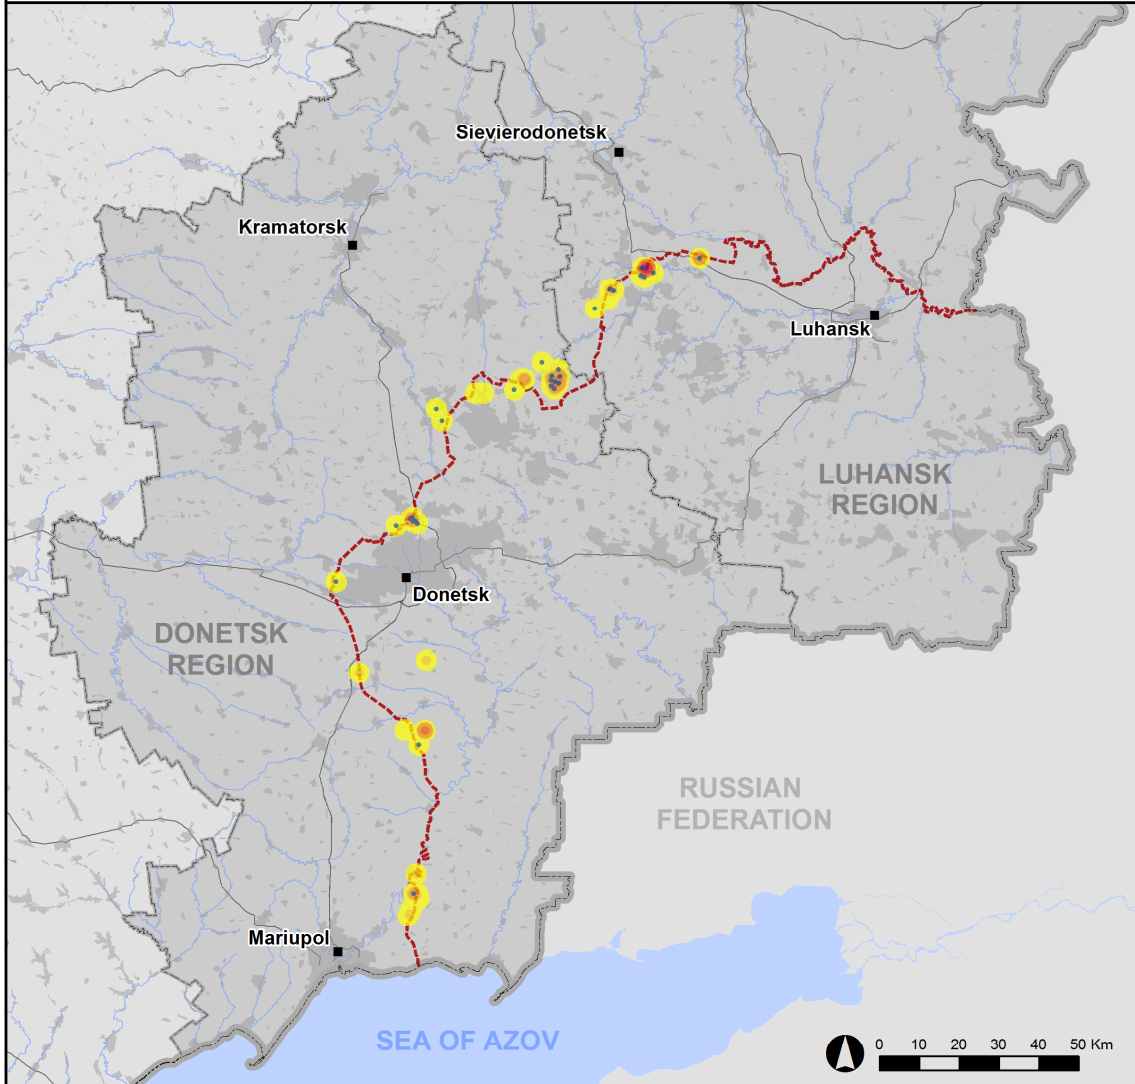 Sievierodonetsk
Kramatorsk
Luhansk
LUHANSK
REGION
Donetsk
DONETSK
REGION
RUSSIAN
FEDERATION
Mariupol
SEA OF AZOV
0 10 20 30 40 50 Km